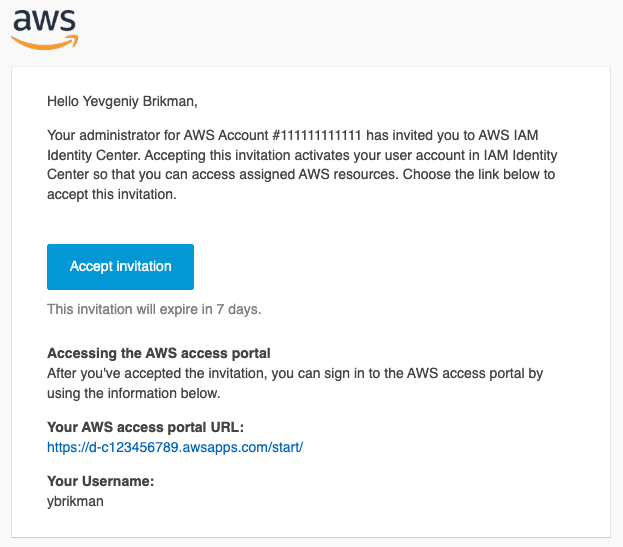 aws
Hello Yevgeniy Brikman,
Your administrator for AWS Account #111111111111 has invited you to AWS IAM
Identity Center. Accepting this invitation activates your user account in IAM Identity
Center so that you can access assigned AWS resources. Choose the link below to
accept this invitation.
Accept invitation
This invitation will expire in 7 days.
Accessing the AWS access portal
After you've accepted the invitation, you can sign in to the AWS access portal by
using the information below.
Your AWS access portal URL:
https://d-c123456789.awsapps.com/start/
Your Username:
ybrikman